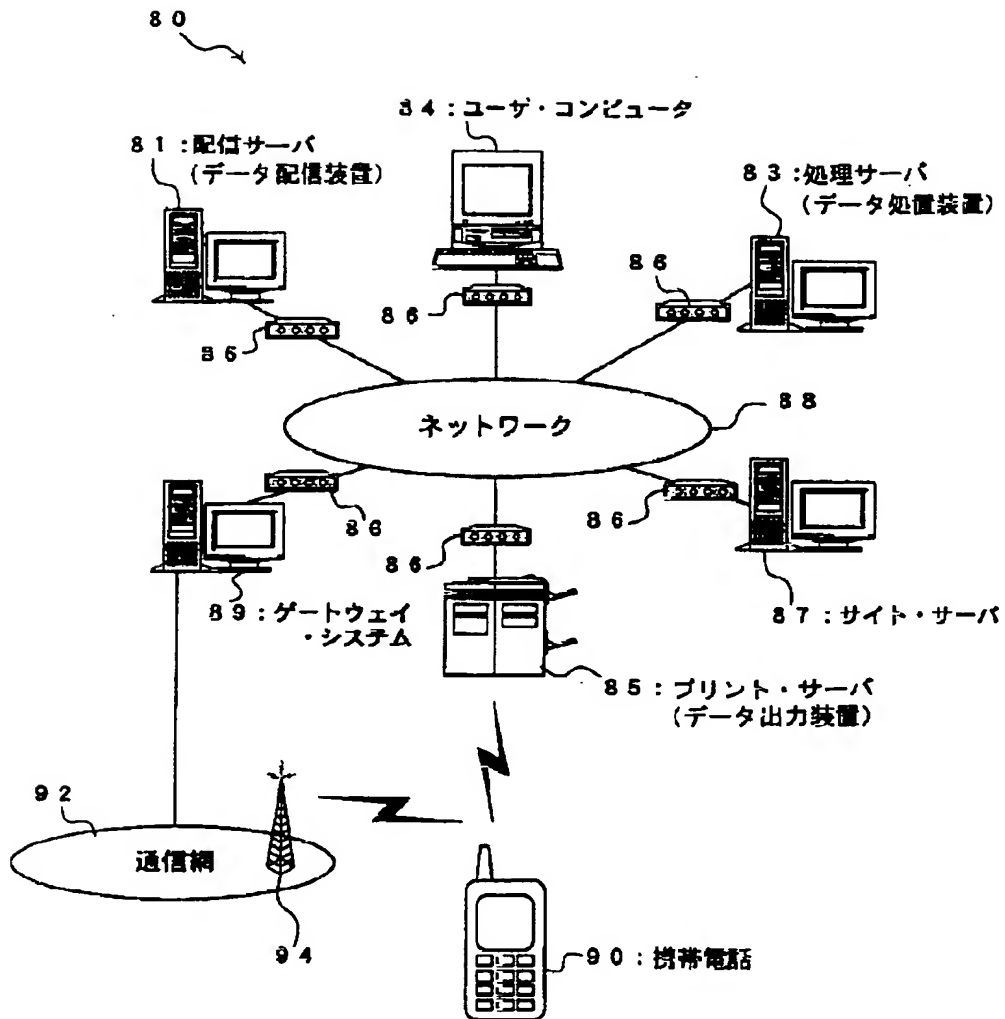 ８０
８４：ユーザ・コンピュータ
８１：配信サーバ
（データ配信装置）
８３：処理サーバ
（データ処置装置）
８６
８６
８６
ネットワーク
８８
８６
８６
８６
８９：ゲートウェイ
・システム
８７：サイト・サーバ
８５：プリント・サーバ
（データ出力装置）
９２
通信網
９４
９０：携帯電話